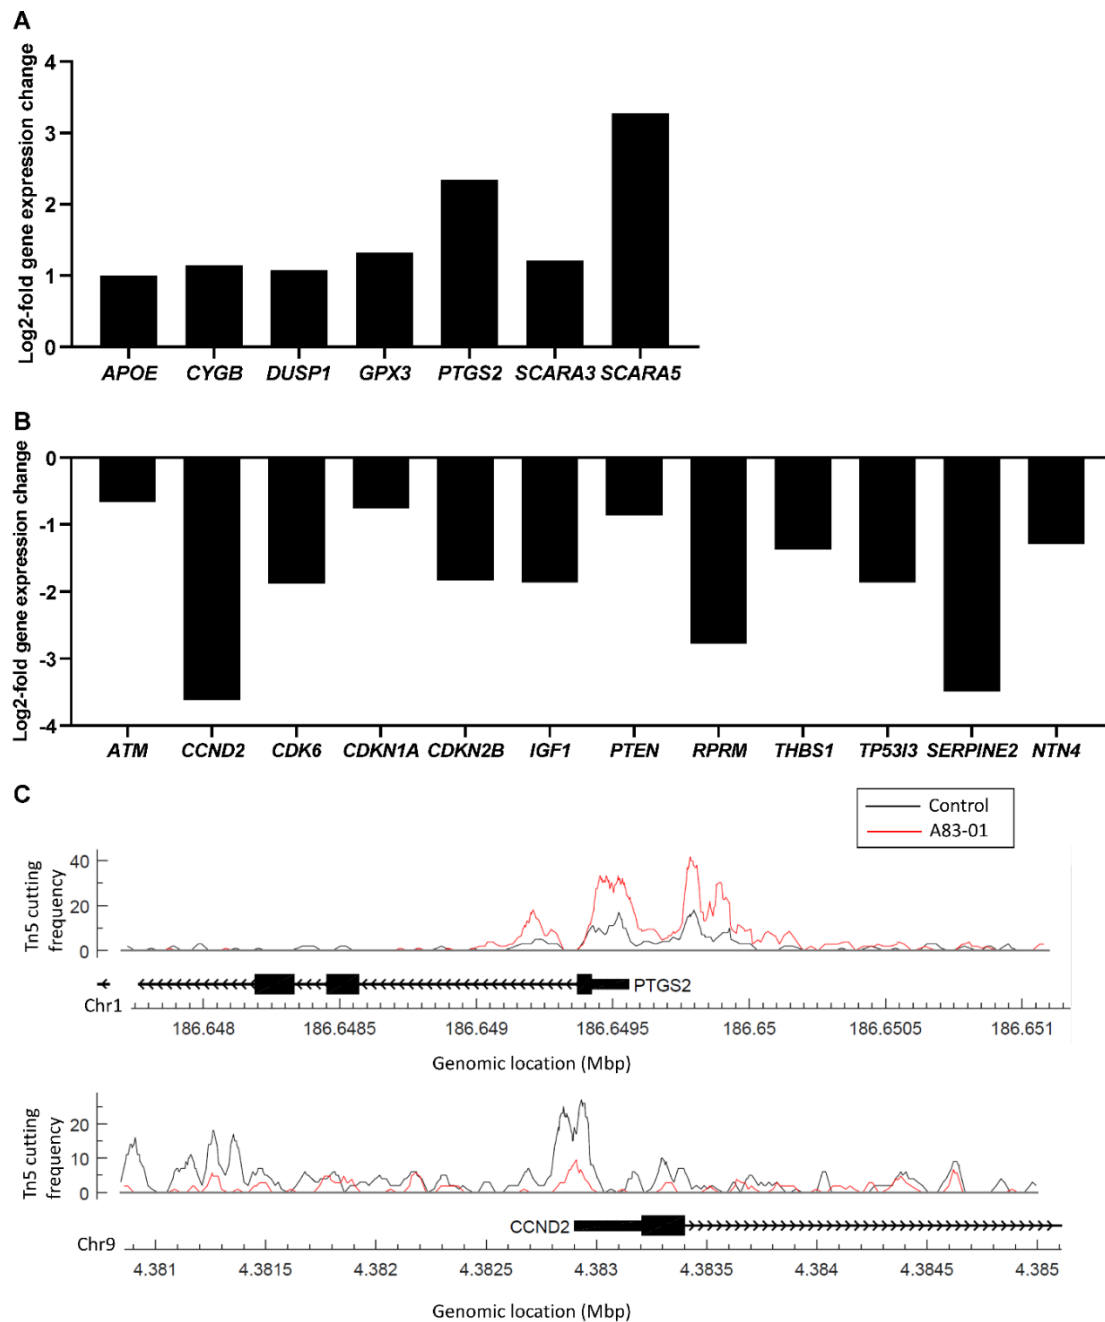 A
Log2-fold gene expression change
4
3
2
1
0
APOE CYGB DUSP1 GPX3 PTGS2 SCARA3 SCARA5
B
Log2-fold gene expression change
0
-1
-2
-3
-4
ATM CCND2 CDK6 CDKN1A CDKN2B IGF1 PTEN RPRM THBS1 TP53I3 SERPINE2 NTN4
C
Control
A83-01
Tn5 cutting
frequency
40
20
0
PTGS2
Chr1
186.648 186.6485 186.649 186.6495 186.65 186.6505 186.651
Genomic location (Mbp)
Tn5 cutting
frequency
20
10
0
CCND2
Chr9
4.381 4.3815 4.382 4.3825 4.383 4.3835 4.384 4.3845 4.385
Genomic location (Mbp)